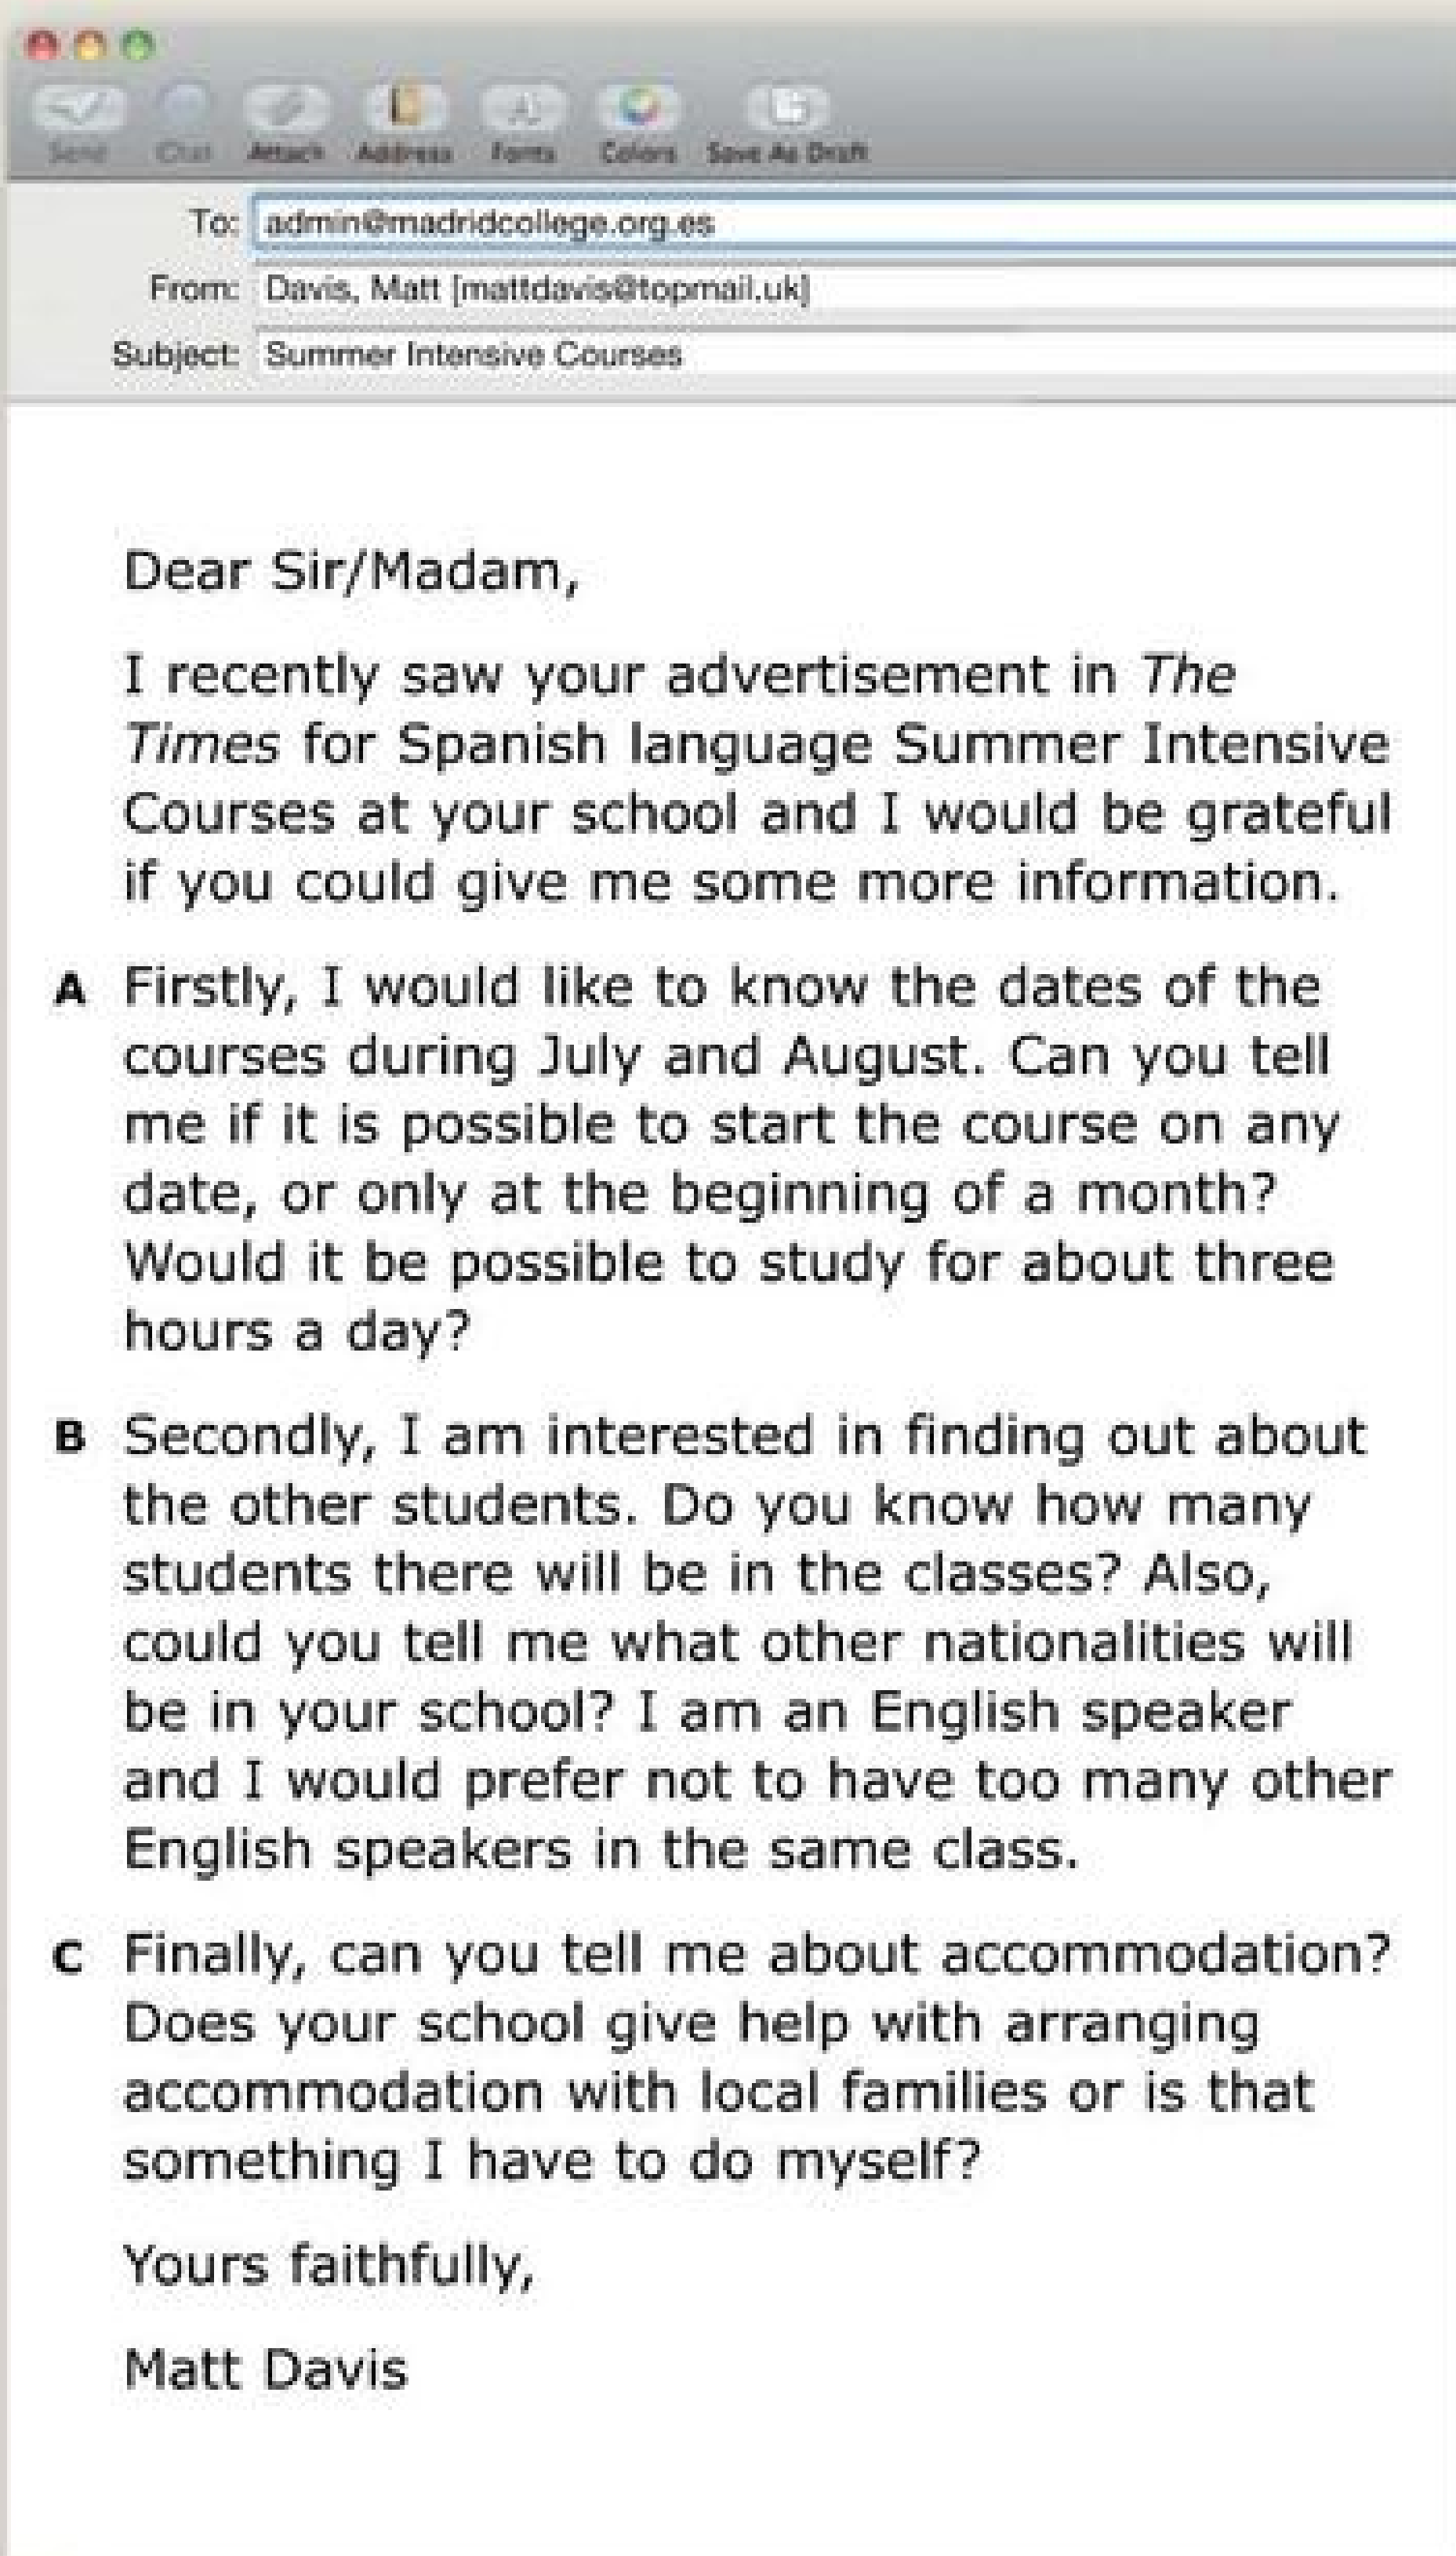 Send Chat Attach Address Fonts Colors Save As Draft
To: admin@madridcollege.org.es
From: Davis, Matt [mattdavis@topmail.uk]
Subject: Summer Intensive Courses
Dear Sir/Madam,
I recently saw your advertisement in The
Times for Spanish language Summer Intensive
Courses at your school and I would be grateful
if you could give me some more information.
A Firstly, I would like to know the dates of the
courses during July and August. Can you tell
me if it is possible to start the course on any
date, or only at the beginning of a month?
Would it be possible to study for about three
hours a day?
B Secondly, I am interested in finding out about
the other students. Do you know how many
students there will be in the classes? Also,
could you tell me what other nationalities will
be in your school? I am an English speaker
and I would prefer not to have too many other
English speakers in the same class.
C Finally, can you tell me about accommodation?
Does your school give help with arranging
accommodation with local families or is that
something I have to do myself?
Yours faithfully,
Matt Davis